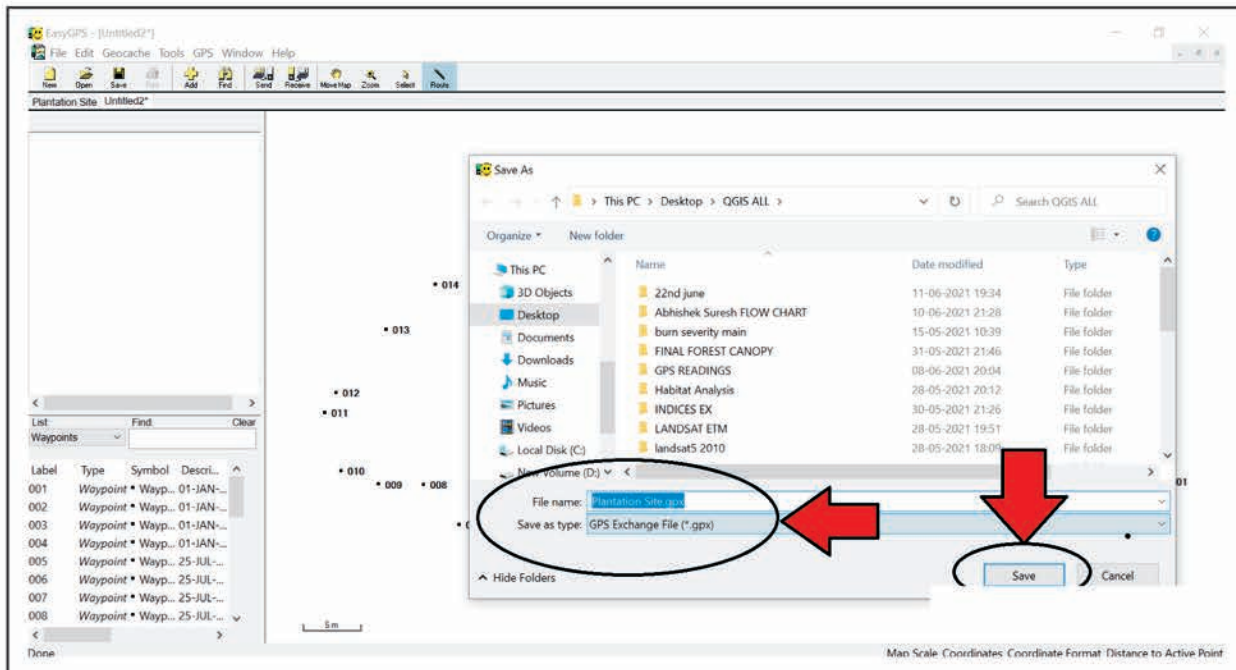 EasyGPS - [Untitled2*]
File Edit Geocache Tools GPS Window Help
New Open Save Print Add Find Send Receive Move Map Zoom Select Route
Plantation Site Untitled2*
Save As
This PC > Desktop > QGIS ALL >
Search QGIS ALL
Organize New folder
Name Date modified Type
This PC
3D Objects
Desktop
Documents
Downloads
Music
Pictures
Videos
Local Disk (C:)
New Volume (D:)
22nd june 11-06-2021 19:34 File folder
Abhishek Suresh FLOW CHART 10-06-2021 21:28 File folder
burn severity main 15-05-2021 10:39 File folder
FINAL FOREST CANOPY 31-05-2021 21:46 File folder
GPS READINGS 08-06-2021 20:04 File folder
Habitat Analysis 28-05-2021 20:12 File folder
INDICES EX 30-05-2021 21:26 File folder
LANDSAT ETM 28-05-2021 19:51 File folder
landsat5 2010 28-05-2021 18:09 File folder
File name: Plantation Site.gpx
Save as type: GPS Exchange File (*.gpx)
Hide Folders
Save Cancel
014
013
012
011
010
009 008
01
List: Find: Clear
Waypoints
Label Type Symbol Descri...
001 Waypoint Wayp... 01-JAN-...
002 Waypoint Wayp... 01-JAN-...
003 Waypoint Wayp... 01-JAN-...
004 Waypoint Wayp... 01-JAN-...
005 Waypoint Wayp... 25-JUL-...
006 Waypoint Wayp... 25-JUL-...
007 Waypoint Wayp... 25-JUL-...
008 Waypoint Wayp... 25-JUL-...
5 m
Done
Map Scale Coordinates Coordinate Format Distance to Active Point